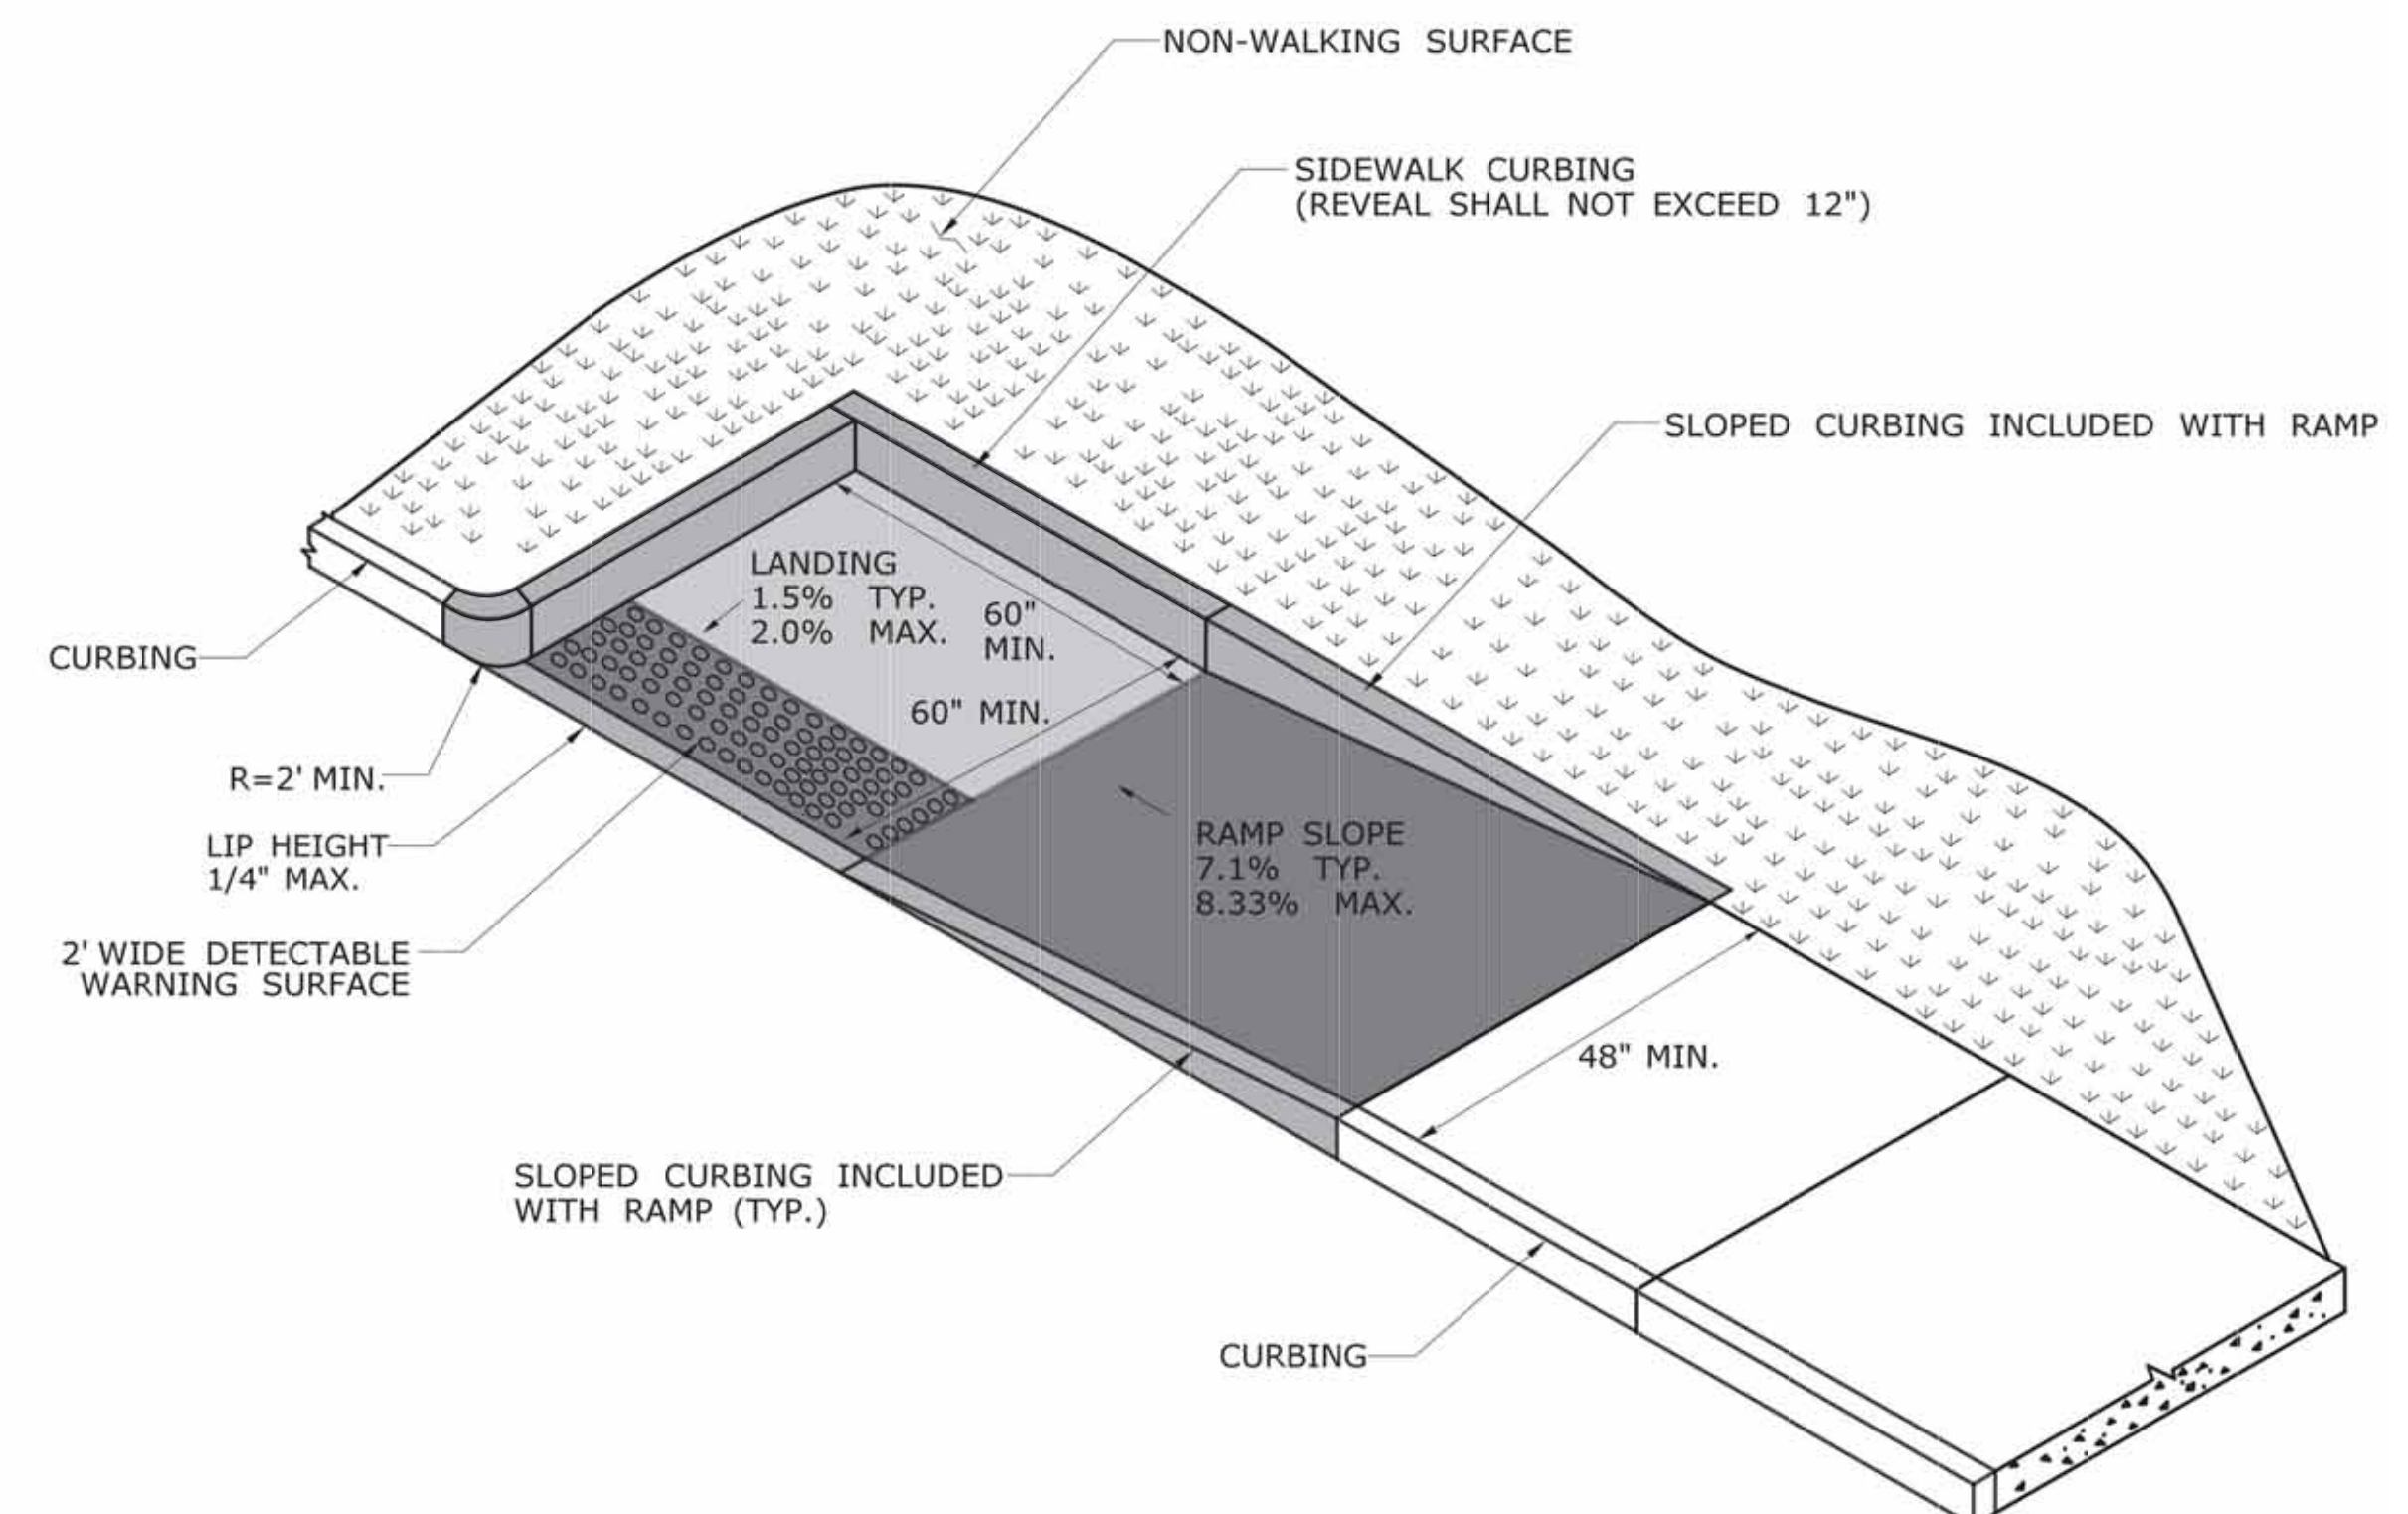 NON-WALKING SURFACE
SIDEWALK CURBING
(REVEAL SHALL NOT EXCEED 12")
SLOPED CURBING INCLUDED WITH RAMP
LANDING
1.5% TYP.
2.0% MAX.
60"
MIN.
60" MIN.
CURBING
R=2' MIN.
LIP HEIGHT
1/4" MAX.
2' WIDE DETECTABLE
WARNING SURFACE
RAMP SLOPE
7.1% TYP.
8.33% MAX.
48" MIN.
SLOPED CURBING INCLUDED
WITH RAMP (TYP.)
CURBING